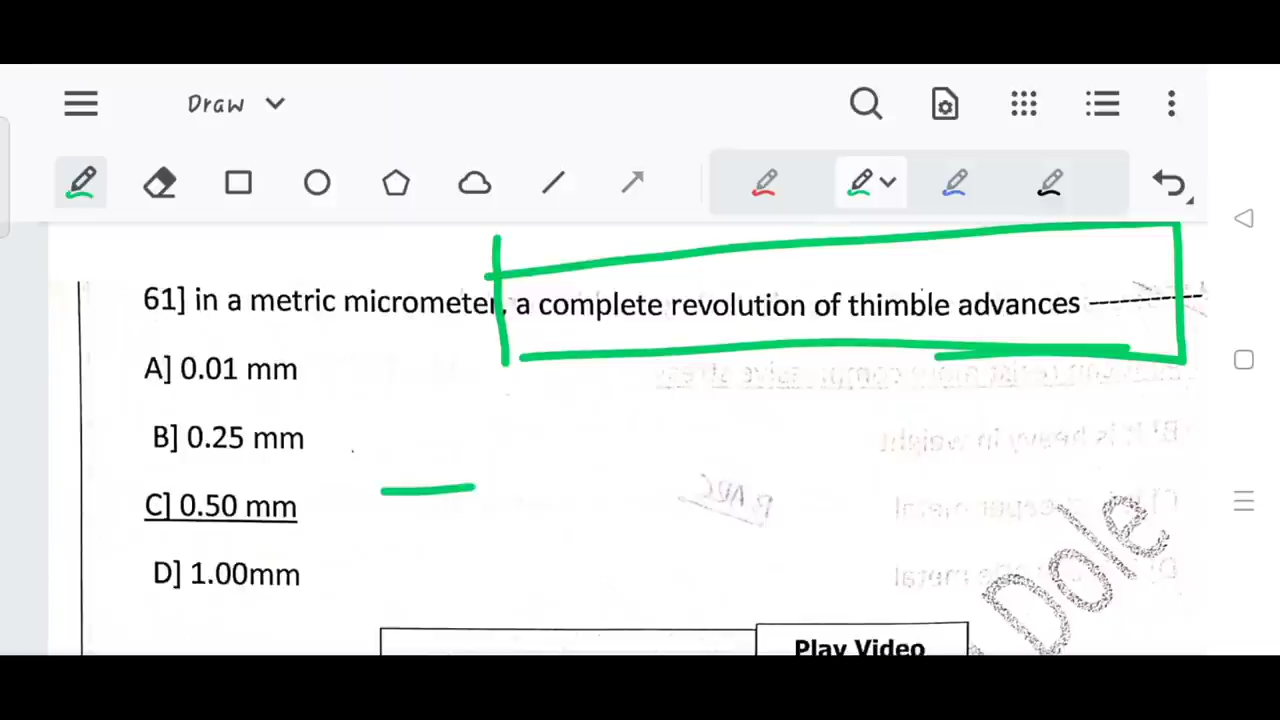 Draw
61] in a metric micrometer, a complete revolution of thimble advances -----------
A] 0.01 mm
B] 0.25 mm
C] 0.50 mm
D] 1.00mm
Dole
Play Video